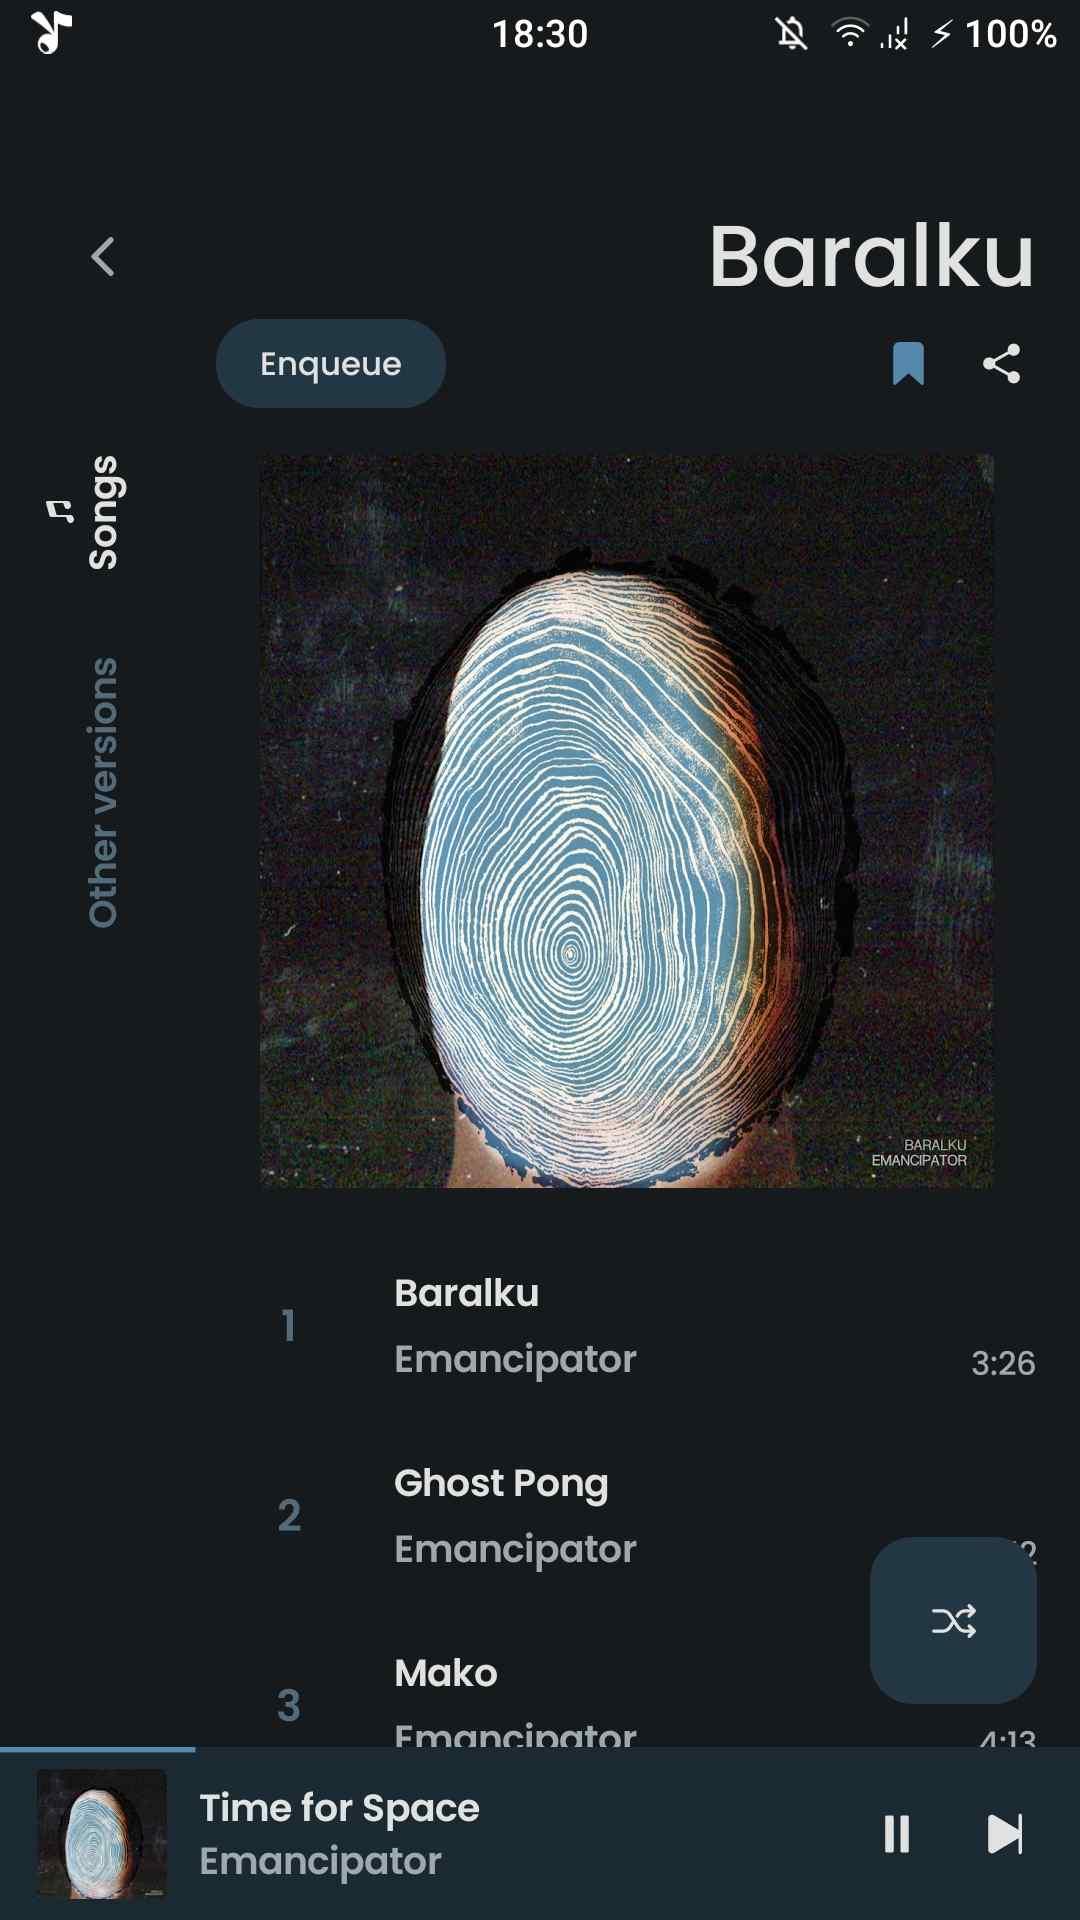 18:30
100%
Baralku
Enqueue
Songs
Other versions
BARALKU
EMANCIPATOR
1
Baralku
Emancipator
3:26
2
Ghost Pong
Emancipator
3
Mako
Emancipator
4:13
Time for Space
Emancipator